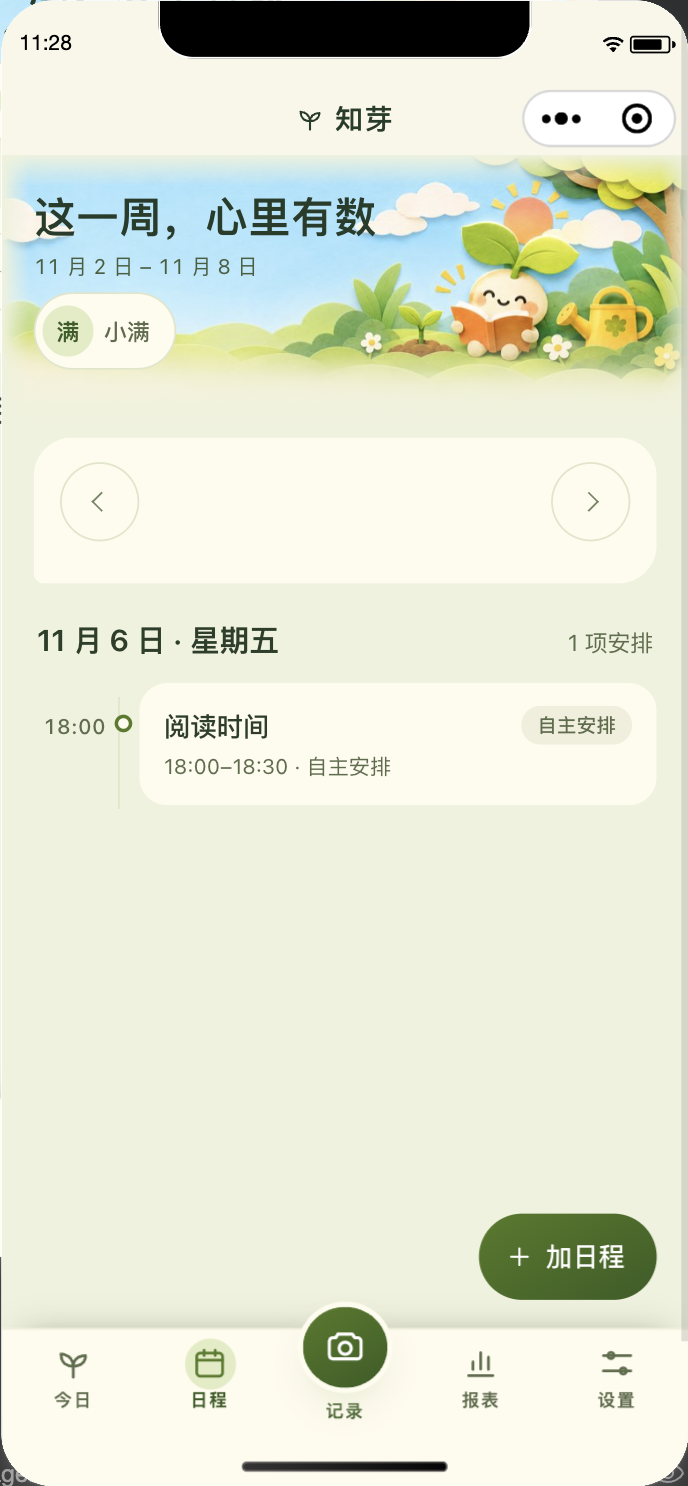 11:28
知芽
这一周，心里有数
11 月 2 日 – 11 月 8 日
满 小满
11 月 6 日 · 星期五
1 项安排
18:00
阅读时间
自主安排
18:00–18:30 · 自主安排
+ 加日程
今日
日程
记录
报表
设置